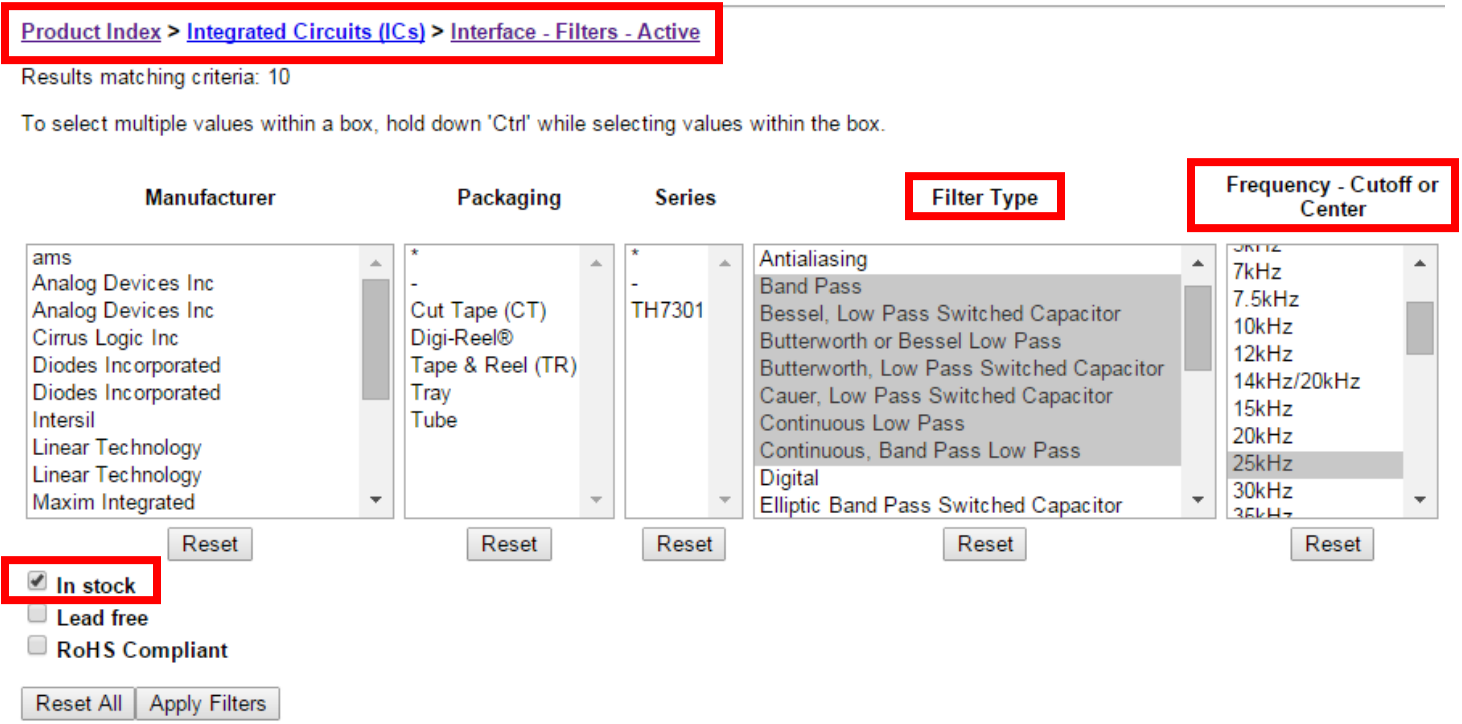 Product Index > Integrated Circuits (ICs) > Interface - Filters - Active
Results matching criteria: 10
To select multiple values within a box, hold down 'Ctrl' while selecting values within the box.
Manufacturer
ams
Analog Devices Inc
Analog Devices Inc
Cirrus Logic Inc
Diodes Incorporated
Diodes Incorporated
Intersil
Linear Technology
Linear Technology
Maxim Integrated
Reset
Packaging
*
-
Cut Tape (CT)
Digi-Reel®
Tape & Reel (TR)
Tray
Tube
Reset
Series
*
-
TH7301
Reset
Filter Type
Antialiasing
Band Pass
Bessel, Low Pass Switched Capacitor
Butterworth or Bessel Low Pass
Butterworth, Low Pass Switched Capacitor
Cauer, Low Pass Switched Capacitor
Continuous Low Pass
Continuous, Band Pass Low Pass
Digital
Elliptic Band Pass Switched Capacitor
Reset
Frequency - Cutoff or
Center
7kHz
7.5kHz
10kHz
12kHz
14kHz/20kHz
15kHz
20kHz
25kHz
30kHz
35kHz
Reset
In stock
Lead free
RoHS Compliant
Reset All
Apply Filters